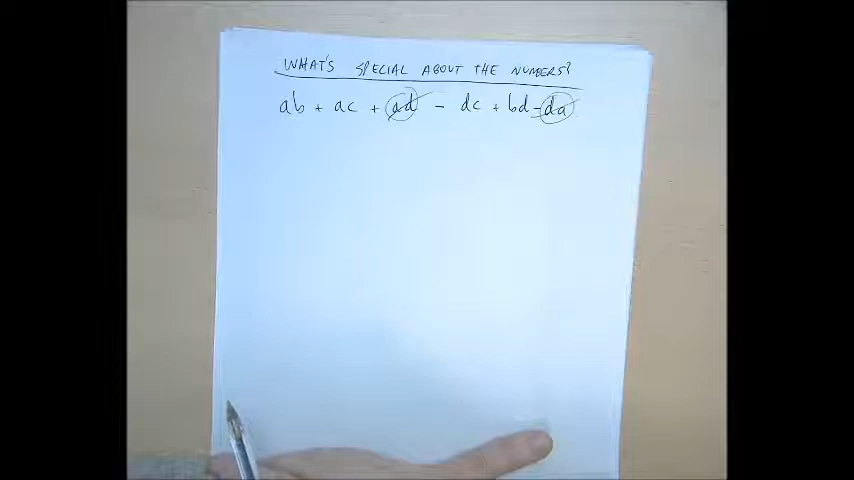 WHAT'S SPECIAL ABOUT THE NUMBERS?
ab + ac + ad - dc + bd - da